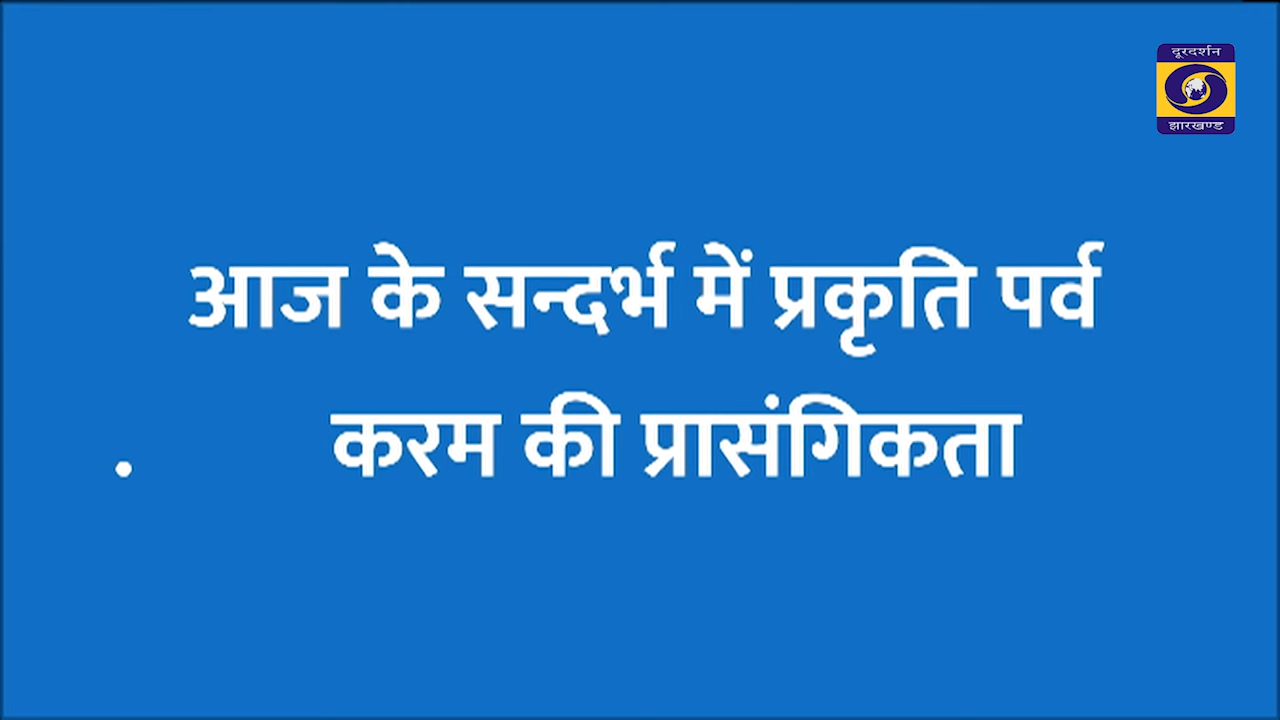 दूरदर्शन
झारखण्ड
आज के सन्दर्भ में प्रकृति पर्व
. करम की प्रासंगिकता